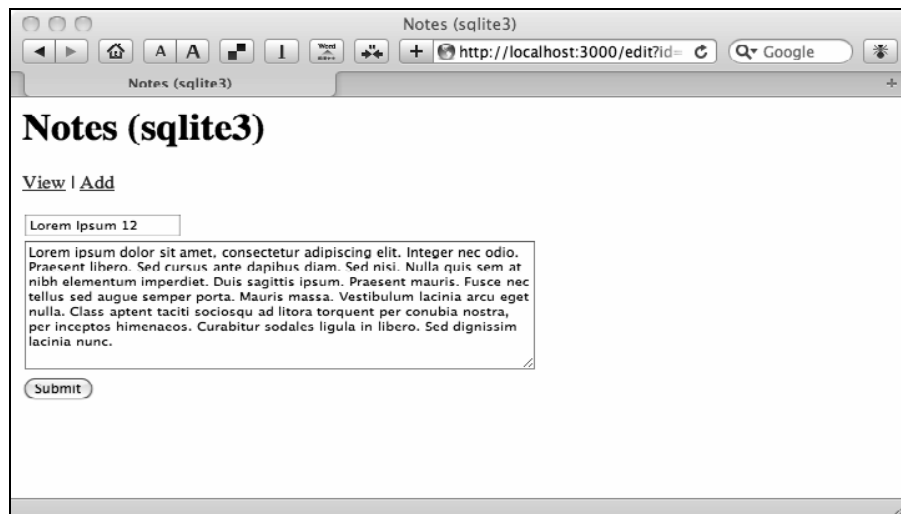 Notes (sqlite3)
A A Word + http://localhost:3000/edit?id= Google
Notes (sqlite3) +
Notes (sqlite3)
View | Add
Lorem Ipsum 12
Lorem ipsum dolor sit amet, consectetur adipiscing elit. Integer nec odio.
Praesent libero. Sed cursus ante dapibus diam. Sed nisi. Nulla quis sem at
nibh elementum imperdiet. Duis sagittis ipsum. Praesent mauris. Fusce nec
tellus sed augue semper porta. Mauris massa. Vestibulum lacinia arcu eget
nulla. Class aptent taciti sociosqu ad litora torquent per conubia nostra,
per inceptos himenaeos. Curabitur sodales ligula in libero. Sed dignissim
lacinia nunc.
Submit